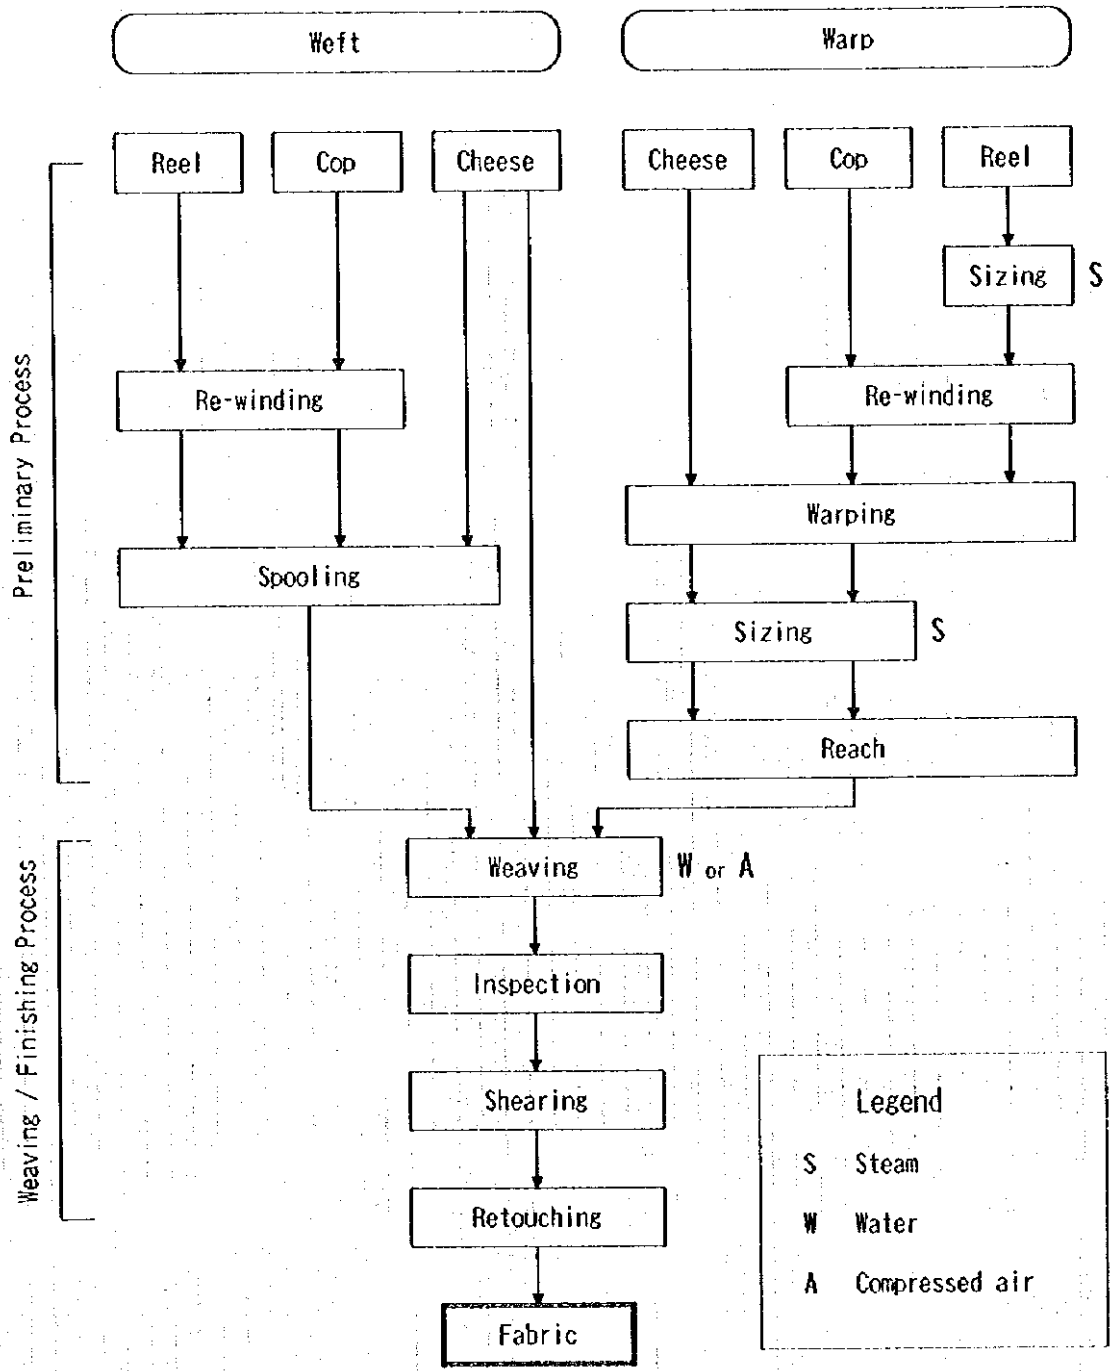 Weft
Warp
Reel
Cop
Cheese
Cheese
Cop
Reel
Sizing
S
Re-winding
Re-winding
Warping
Spooling
Sizing
S
Reach
Preliminary Process
Weaving
W or A
Inspection
Shearing
Retouching
Fabric
Weaving / Finishing Process
Legend
S Steam
W Water
A Compressed air